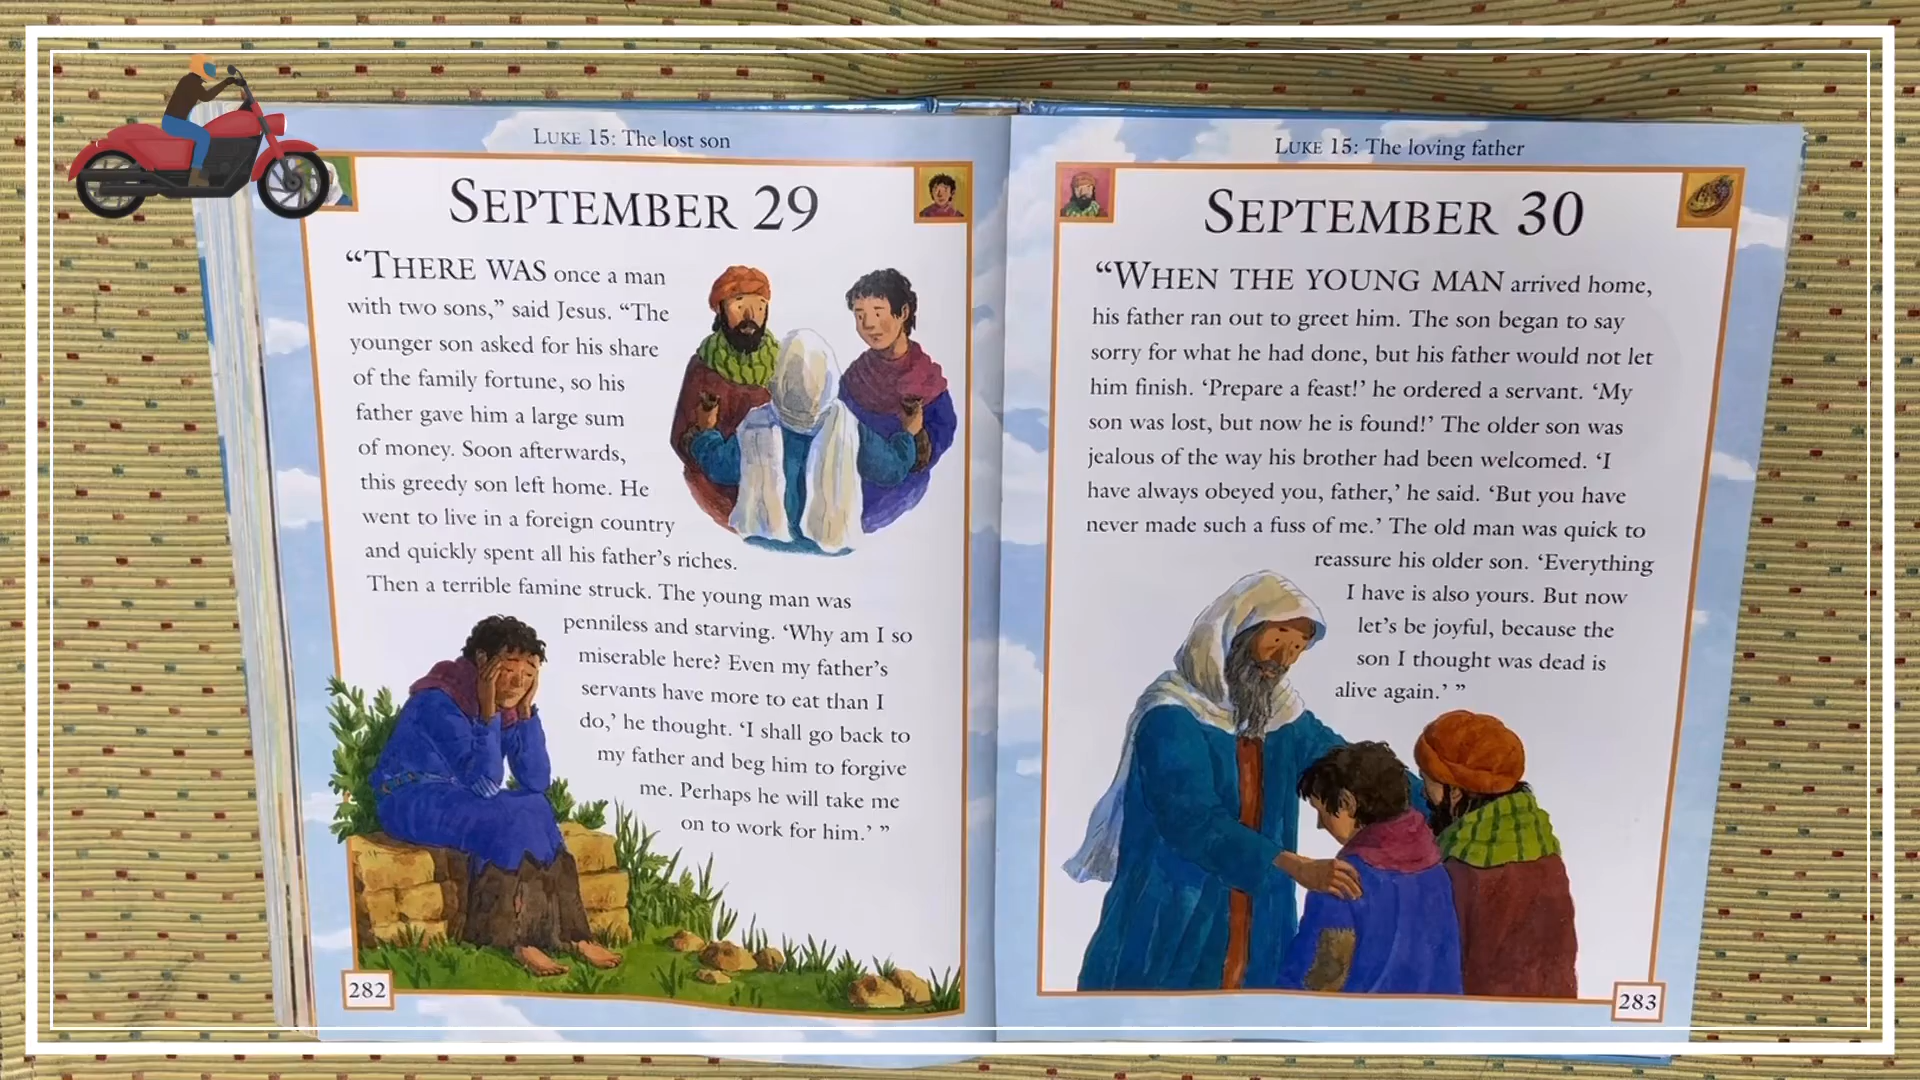 LUKE 15: The lost son
SEPTEMBER 29
“THERE WAS once a man
with two sons,” said Jesus. “The
younger son asked for his share
of the family fortune, so his
father gave him a large sum
of money. Soon afterwards,
this greedy son left home. He
went to live in a foreign country
and quickly spent all his father’s riches.
Then a terrible famine struck. The young man was
penniless and starving. ‘Why am I so
miserable here? Even my father’s
servants have more to eat than I
do,’ he thought. ‘I shall go back to
my father and beg him to forgive
me. Perhaps he will take me
on to work for him.’ ”
282
LUKE 15: The loving father
SEPTEMBER 30
“WHEN THE YOUNG MAN arrived home,
his father ran out to greet him. The son began to say
sorry for what he had done, but his father would not let
him finish. ‘Prepare a feast!’ he ordered a servant. ‘My
son was lost, but now he is found!’ The older son was
jealous of the way his brother had been welcomed. ‘I
have always obeyed you, father,’ he said. ‘But you have
never made such a fuss of me.’ The old man was quick to
reassure his older son. ‘Everything
I have is also yours. But now
let’s be joyful, because the
son I thought was dead is
alive again.’ ”
283